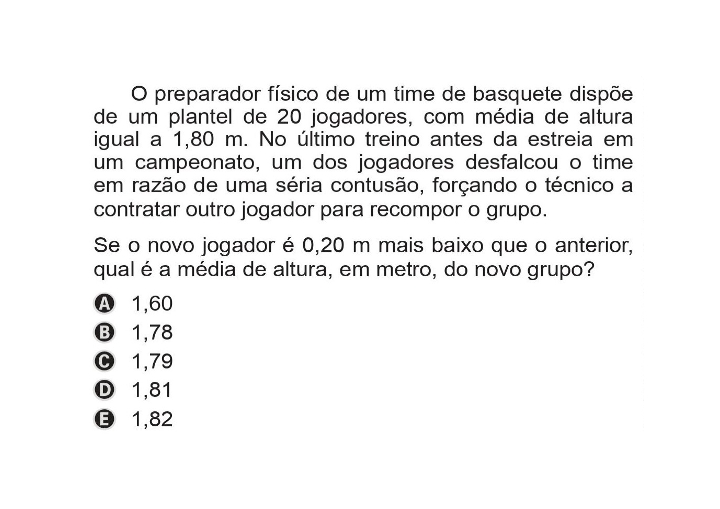 O preparador físico de um time de basquete dispõe
de um plantel de 20 jogadores, com média de altura
igual a 1,80 m. No último treino antes da estreia em
um campeonato, um dos jogadores desfalcou o time
em razão de uma séria contusão, forçando o técnico a
contratar outro jogador para recompor o grupo.
Se o novo jogador é 0,20 m mais baixo que o anterior,
qual é a média de altura, em metro, do novo grupo?
A 1,60
B 1,78
C 1,79
D 1,81
E 1,82